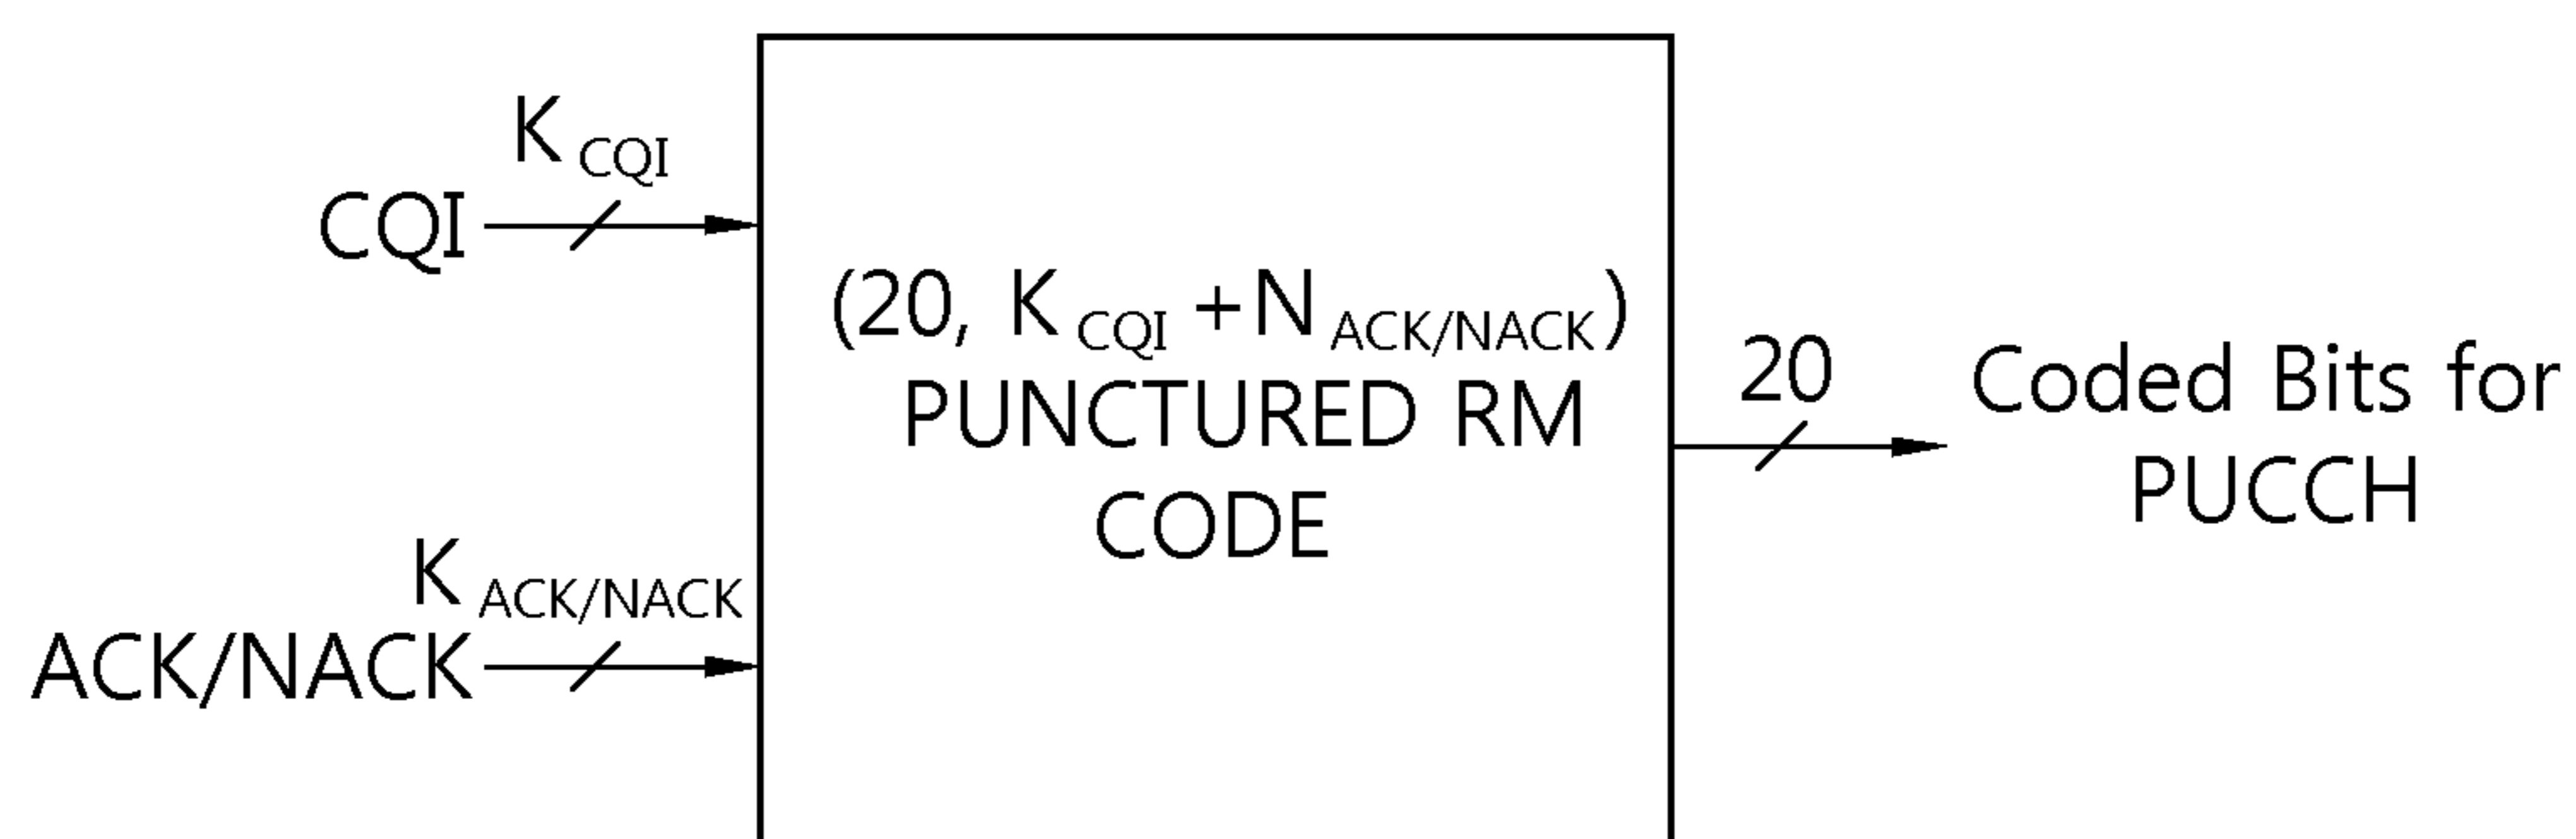 K CQI
CQI
K ACK/NACK
ACK/NACK
(20, K CQI +N ACK/NACK)
PUNCTURED RM
CODE
20
Coded Bits for
PUCCH